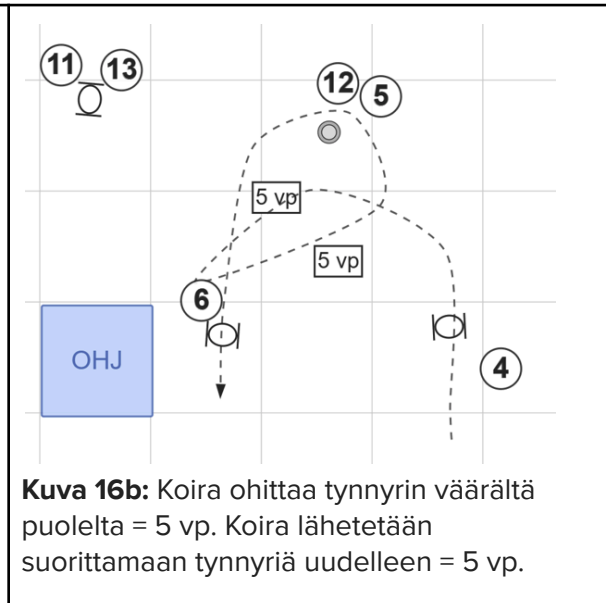 11 13
12 5
5 vp
5 vp
6
OHJ
4
Kuva 16b: Koira ohittaa tynnyrin väärältä
puolelta = 5 vp. Koira lähetetään
suorittamaan tynnyriä uudelleen = 5 vp.